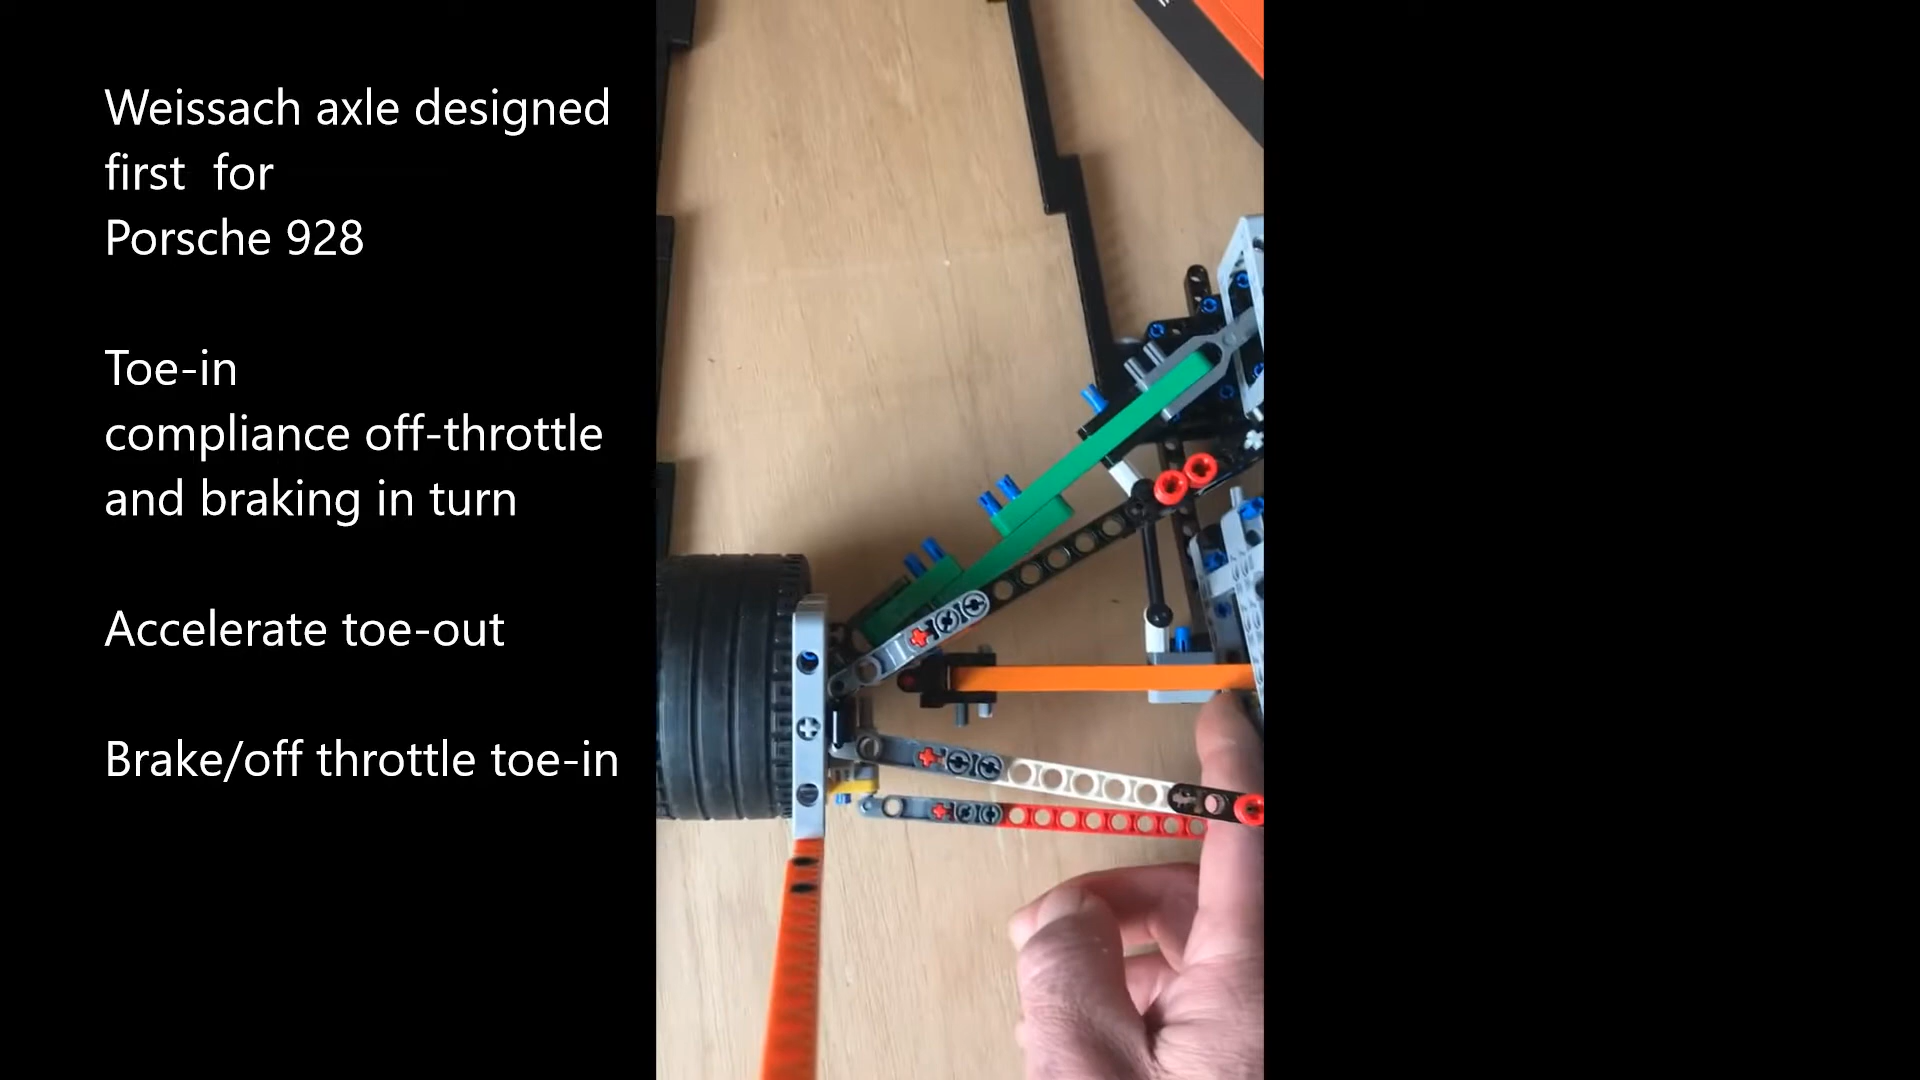 Weissach axle designed
first  for
Porsche 928
Toe-in
compliance off-throttle
and braking in turn
Accelerate toe-out
Brake/off throttle toe-in